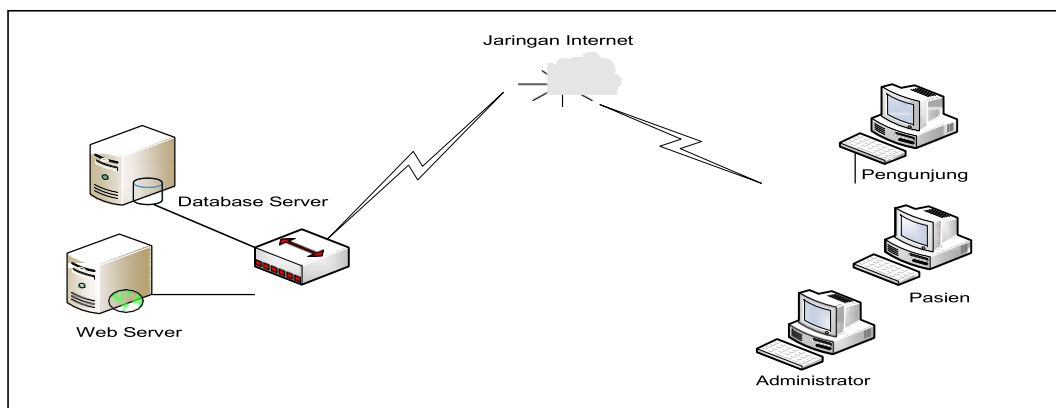 Jaringan Internet
Pengunjung
Database Server
Pasien
Web Server
Administrator